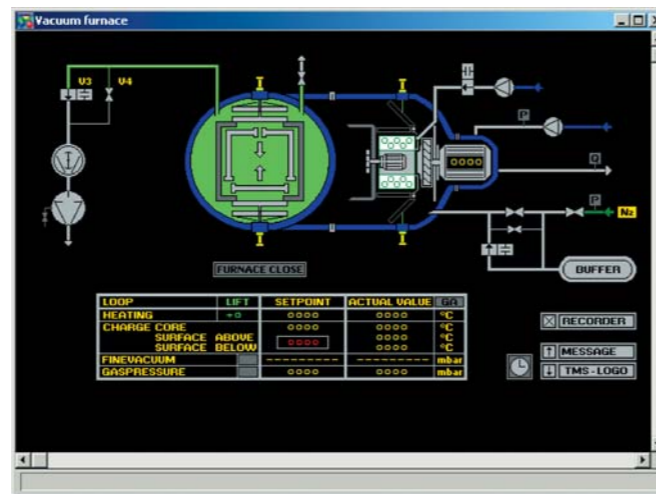 Vacuum furnace
V3 V4
I I
P
P
0000
P
N2
I I
FURNACE CLOSE
BUFFER
LOOP LIFT SETPOINT ACTUAL VALUE GA
HEATING +0 0000 0000 °C
CHARGE CORE 0000 0000 °C
SURFACE ABOVE 0000 0000 °C
SURFACE BELOW 0000 °C
FINEVACUUM --------- --------- mbar
GASPRESSURE 0000 0000 mbar
RECORDER
MESSAGE
TMS-LOGO